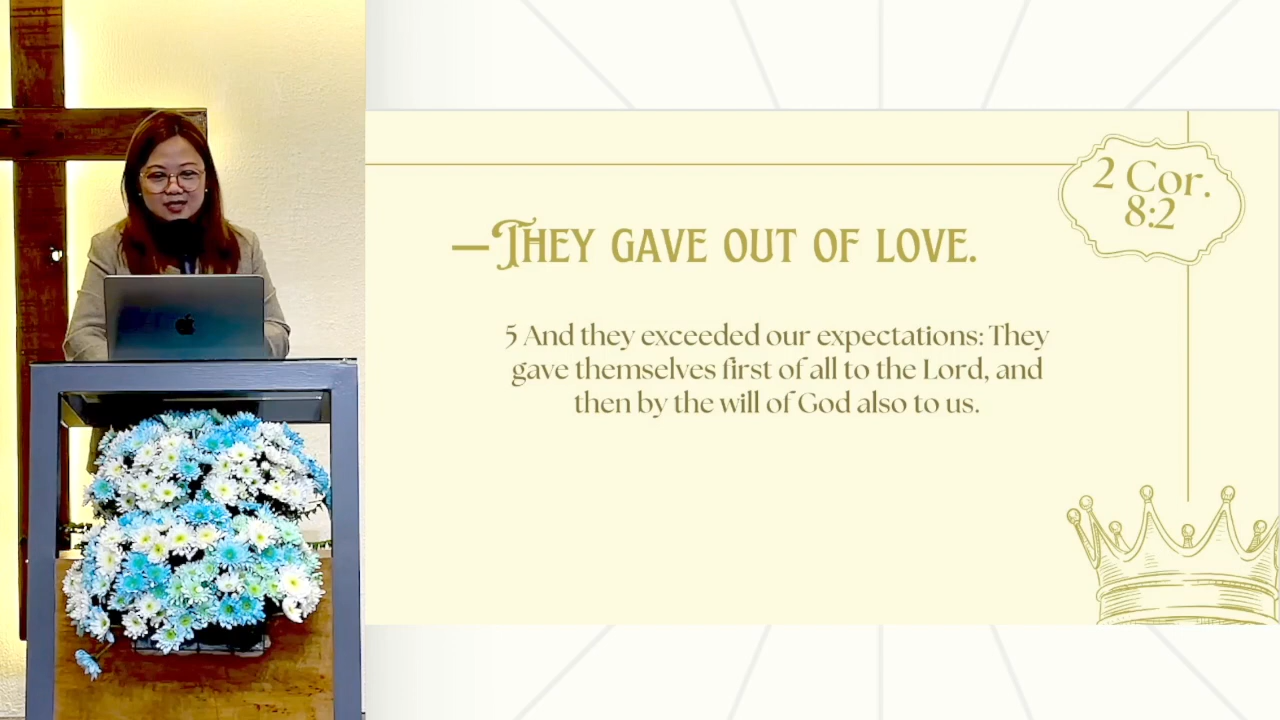 2 Cor.
8:2
—They gave out of love.
5 And they exceeded our expectations: They
gave themselves first of all to the Lord, and
then by the will of God also to us.